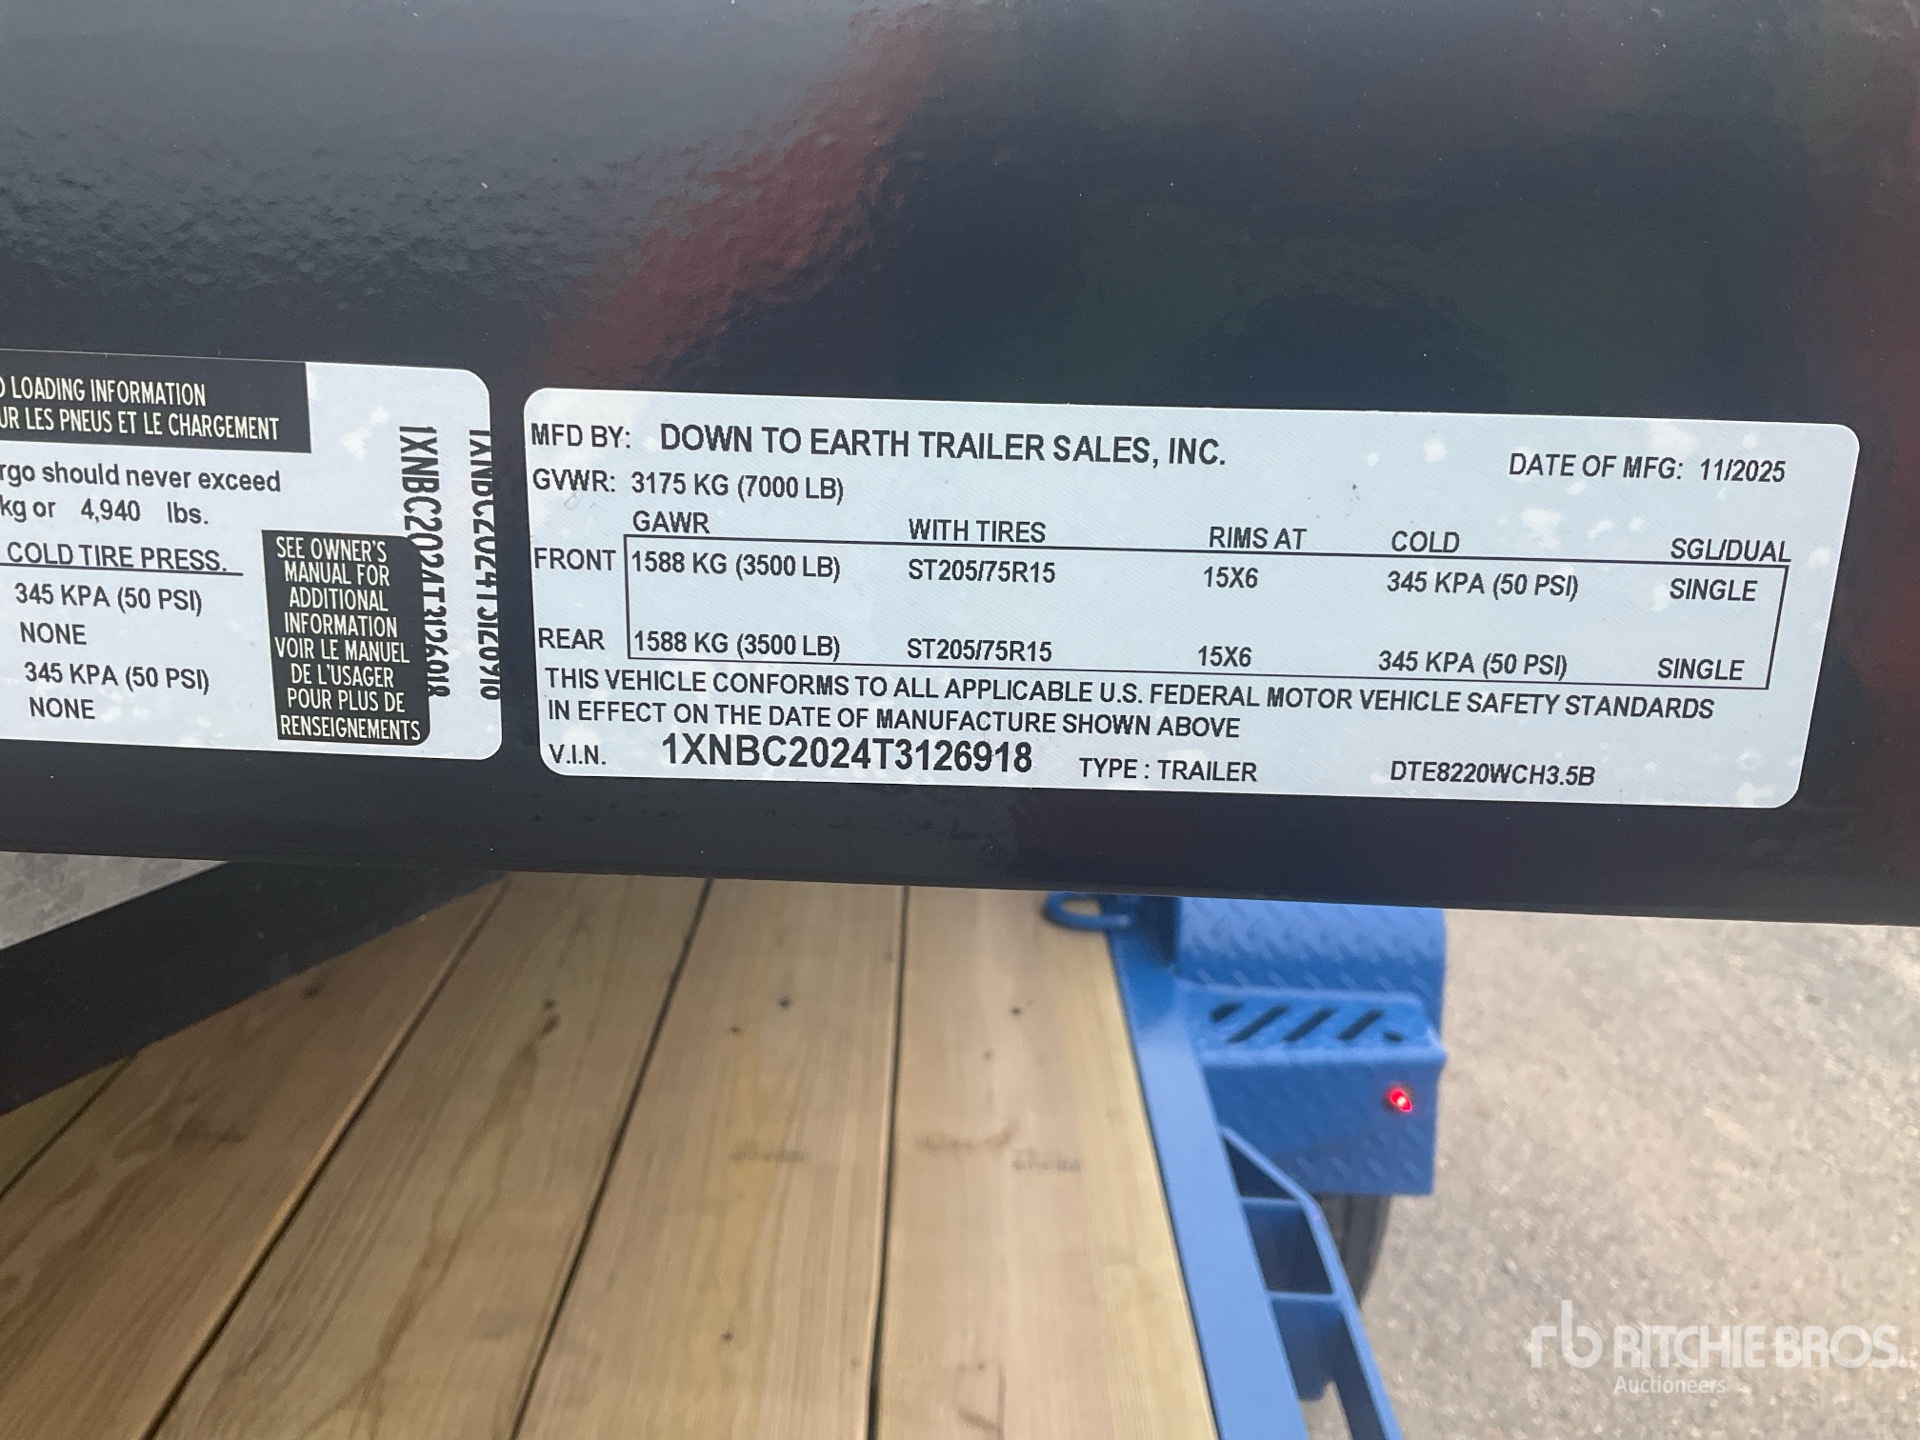 LOADING INFORMATION
UR LES PNEUS ET LE CHARGEMENT
rgo should never exceed
kg or 4,940 lbs.
COLD TIRE PRESS.
345 KPA (50 PSI)
NONE
345 KPA (50 PSI)
NONE
SEE OWNER'S
MANUAL FOR
ADDITIONAL
INFORMATION
VOIR LE MANUEL
DE L'USAGER
POUR PLUS DE
RENSEIGNEMENTS
1XNBC2024T3126918
1XNBC2024T3126918
MFD BY: DOWN TO EARTH TRAILER SALES, INC. DATE OF MFG: 11/2025
GVWR: 3175 KG (7000 LB)
GAWR WITH TIRES RIMS AT COLD SGL/DUAL
FRONT 1588 KG (3500 LB) ST205/75R15 15X6 345 KPA (50 PSI) SINGLE
REAR 1588 KG (3500 LB) ST205/75R15 15X6 345 KPA (50 PSI) SINGLE
THIS VEHICLE CONFORMS TO ALL APPLICABLE U.S. FEDERAL MOTOR VEHICLE SAFETY STANDARDS
IN EFFECT ON THE DATE OF MANUFACTURE SHOWN ABOVE
V.I.N. 1XNBC2024T3126918 TYPE : TRAILER DTE8220WCH3.5B
rb RITCHIE BROS.
Auctioneers